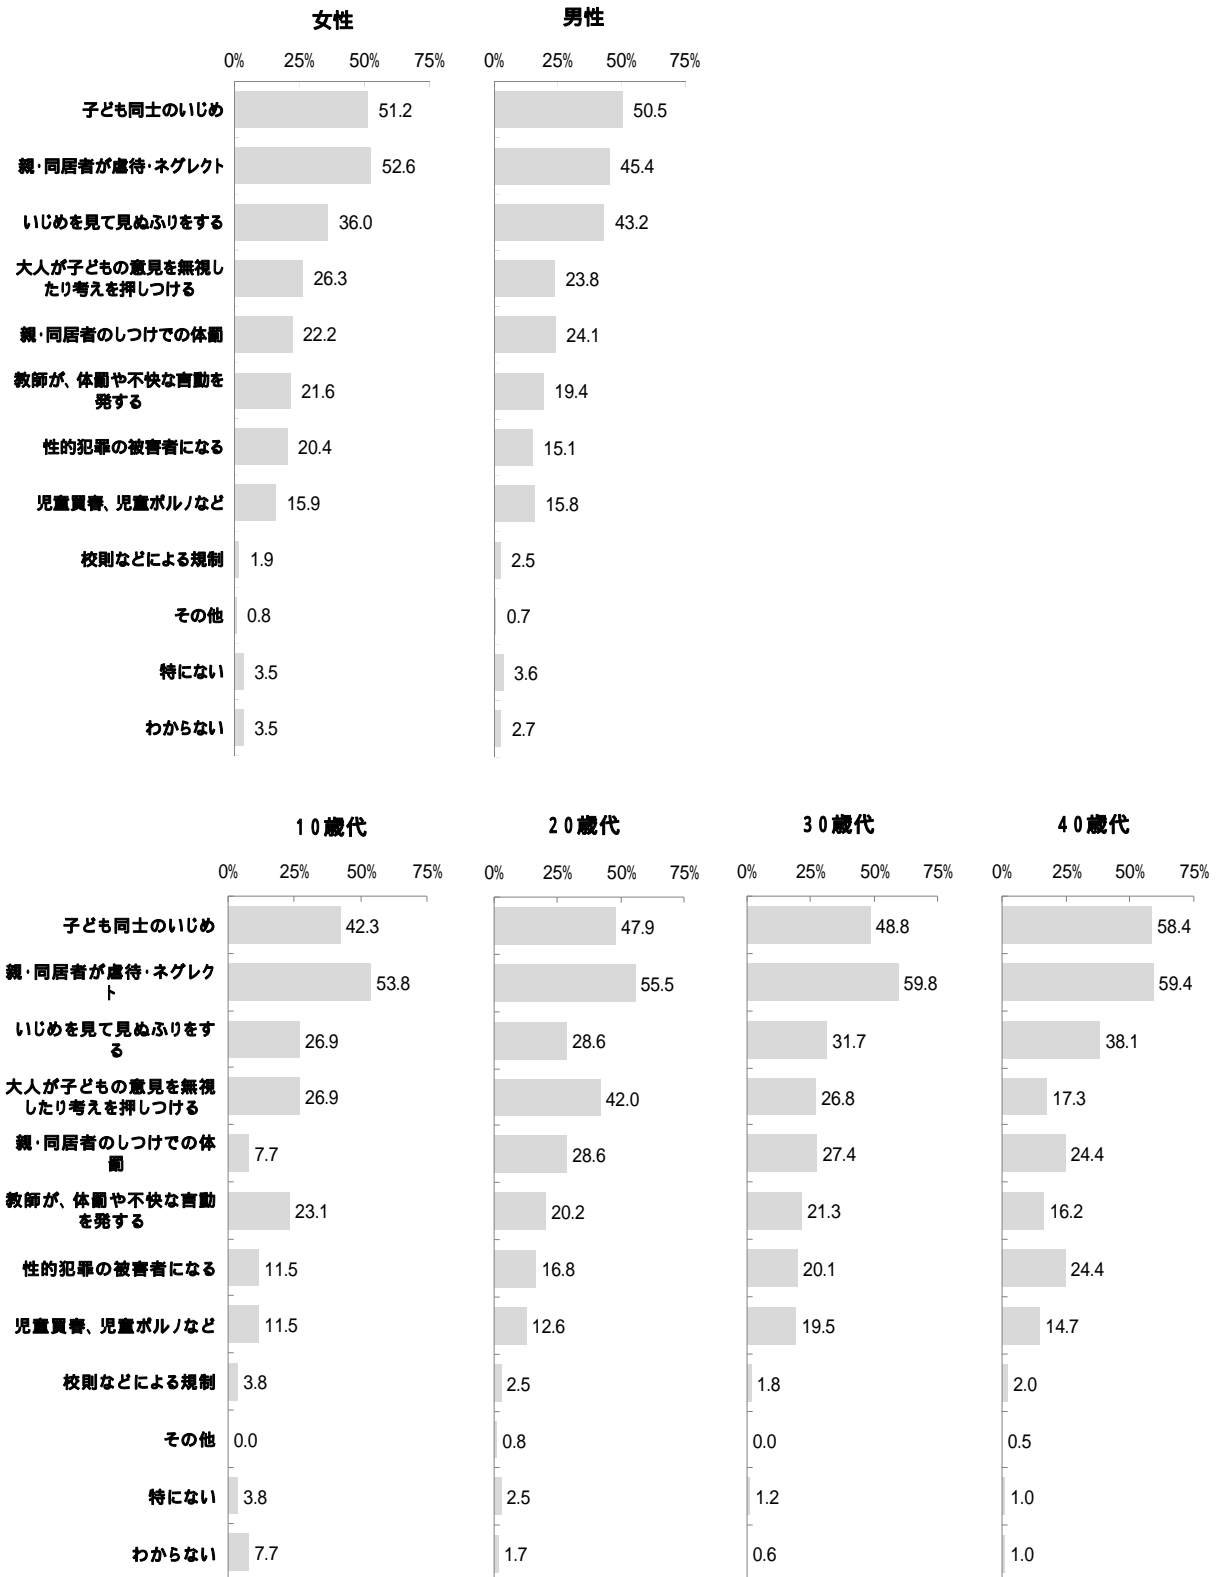 女性
男性
0% 25% 50% 75%
0% 25% 50% 75%
子ども同士のいじめ 51.2 50.5
親・同居者が虐待・ネグレクト 52.6 45.4
いじめを見て見ぬふりをする 36.0 43.2
大人が子どもの意見を無視し
たり考えを押しつける 26.3 23.8
親・同居者のしつけでの体罰 22.2 24.1
教師が、体罰や不快な言動を
発する 21.6 19.4
性的犯罪の被害者になる 20.4 15.1
児童買春、児童ポルノなど 15.9 15.8
校則などによる規制 1.9 2.5
その他 0.8 0.7
特にない 3.5 3.6
わからない 3.5 2.7
10歳代
20歳代
30歳代
40歳代
0% 25% 50% 75%
0% 25% 50% 75%
0% 25% 50% 75%
0% 25% 50% 75%
子ども同士のいじめ 42.3 47.9 48.8 58.4
親・同居者が虐待・ネグレク
ト 53.8 55.5 59.8 59.4
いじめを見て見ぬふりをす
る 26.9 28.6 31.7 38.1
大人が子どもの意見を無視
したり考えを押しつける 26.9 42.0 26.8 17.3
親・同居者のしつけでの体
罰 7.7 28.6 27.4 24.4
教師が、体罰や不快な言動
を発する 23.1 20.2 21.3 16.2
性的犯罪の被害者になる 11.5 16.8 20.1 24.4
児童買春、児童ポルノなど 11.5 12.6 19.5 14.7
校則などによる規制 3.8 2.5 1.8 2.0
その他 0.0 0.8 0.0 0.5
特にない 3.8 2.5 1.2 1.0
わからない 7.7 1.7 0.6 1.0